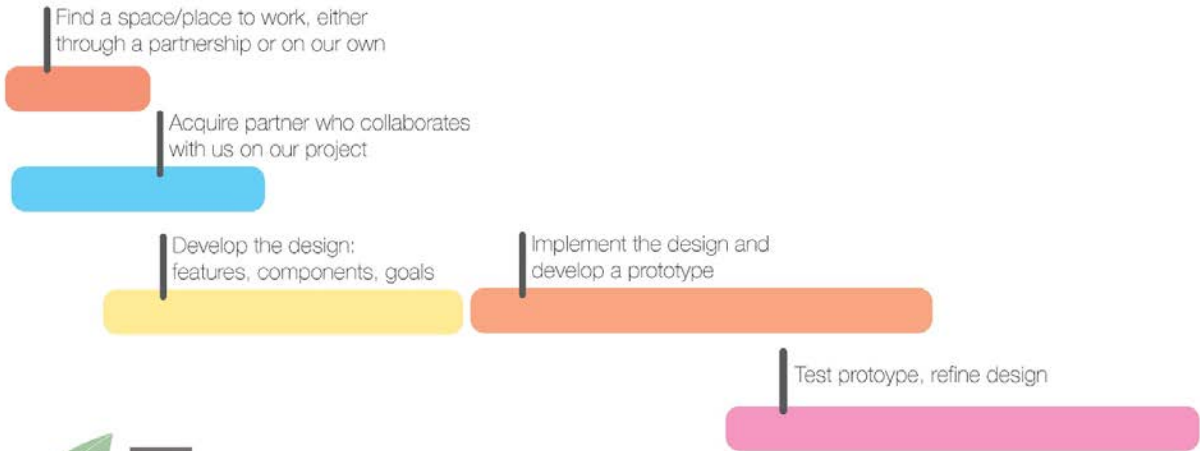 Find a space/place to work, either
through a partnership or on our own
Acquire partner who collaborates
with us on our project
Develop the design:
features, components, goals
Implement the design and
develop a prototype
Test protoype, refine design